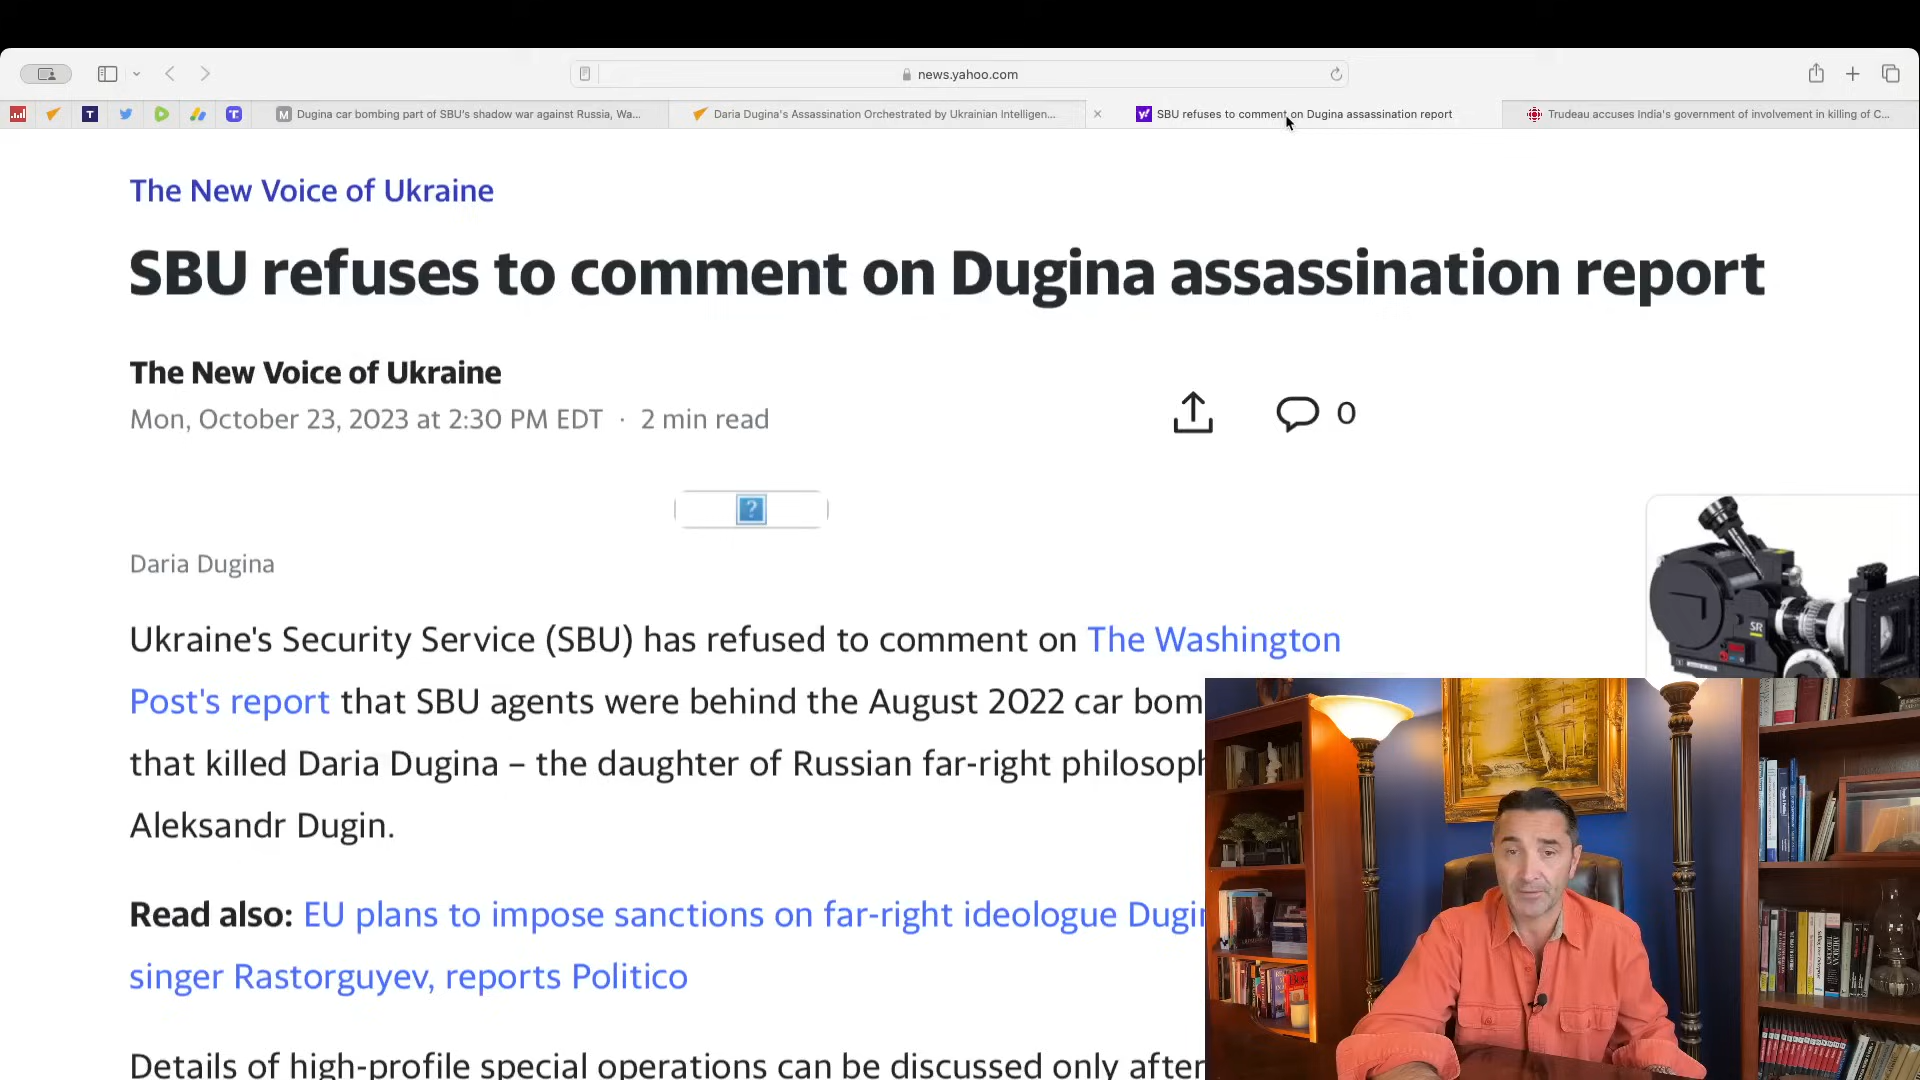 news.yahoo.com
Dugina car bombing part of SBU's shadow war against Russia, Wa...
Daria Dugina's Assassination Orchestrated by Ukrainian Intelligen...
SBU refuses to comment on Dugina assassination report
Trudeau accuses India's government of involvement in killing of C...
The New Voice of Ukraine
SBU refuses to comment on Dugina assassination report
The New Voice of Ukraine
Mon, October 23, 2023 at 2:30 PM EDT · 2 min read
0
Daria Dugina
Ukraine's Security Service (SBU) has refused to comment on The Washington
Post's report that SBU agents were behind the August 2022 car bom
that killed Daria Dugina – the daughter of Russian far-right philosoph
Aleksandr Dugin.
Read also: EU plans to impose sanctions on far-right ideologue Dugin
singer Rastorguyev, reports Politico
Details of high-profile special operations can be discussed only after